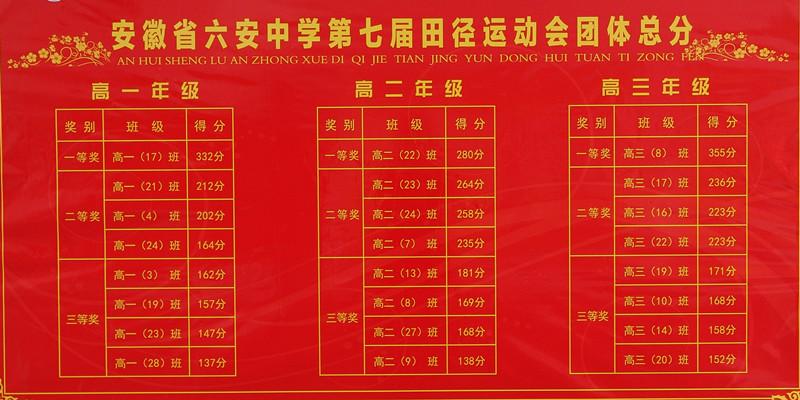 安徽省六安中学第七届田径运动会团体总分
AN HUI SHENG LU AN ZHONG XUE DI QI JIE TIAN JING YUN DONG HUI TUAN TI ZONG FEN
高一年级
奖别 班级 得分
一等奖 高一（17）班 332分
二等奖 高一（21）班 212分
高一（4）班 202分
高一（24）班 164分
三等奖 高一（3）班 162分
高一（19）班 157分
高一（23）班 147分
高一（28）班 137分
高二年级
奖别 班级 得分
一等奖 高二（22）班 280分
二等奖 高二（23）班 264分
高二（24）班 258分
高二（7）班 235分
三等奖 高二（13）班 181分
高二（8）班 169分
高二（27）班 168分
高二（9）班 138分
高三年级
奖别 班级 得分
一等奖 高三（8）班 355分
二等奖 高三（17）班 236分
高三（16）班 223分
高三（22）班 223分
三等奖 高三（19）班 171分
高三（10）班 168分
高三（14）班 158分
高三（20）班 152分